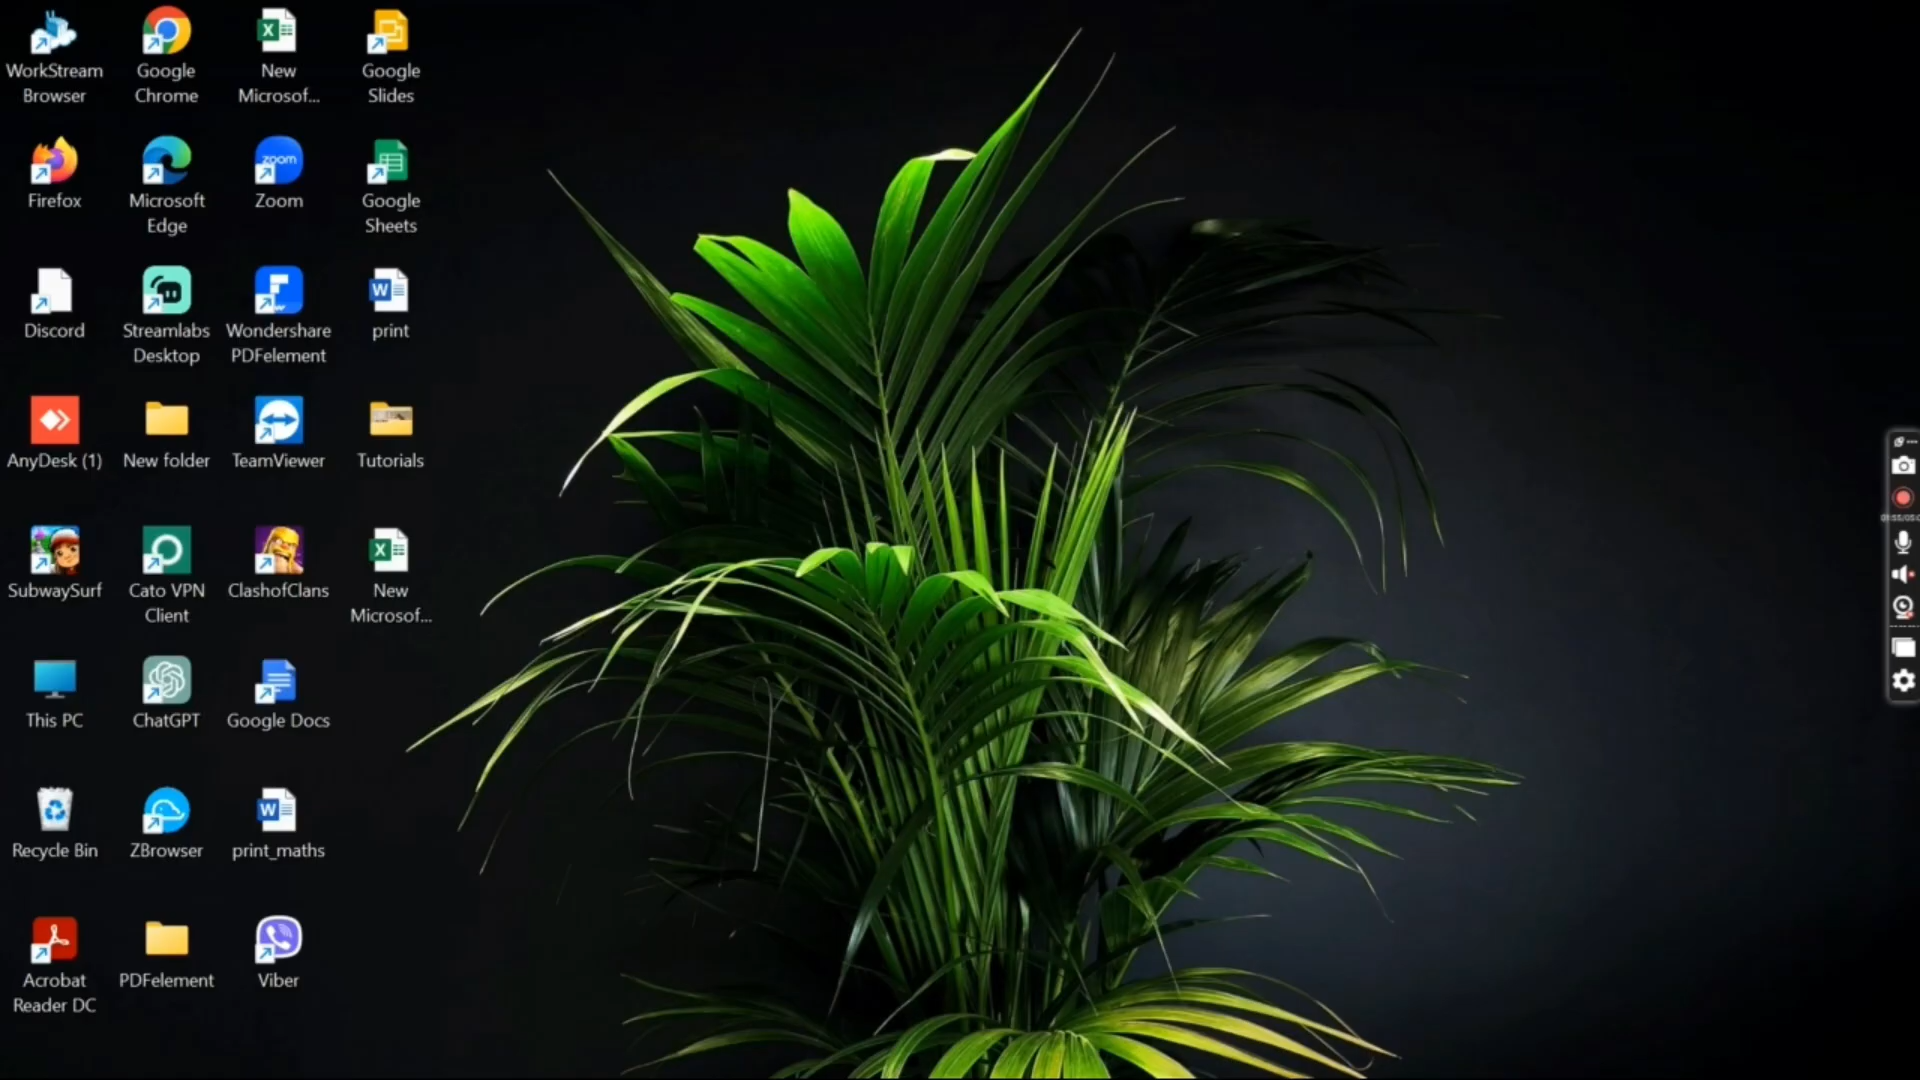 WorkStream
Browser
Google
Chrome
New
Microsof...
Google
Slides
Firefox
Microsoft
Edge
zoom
Zoom
Google
Sheets
Discord
Streamlabs
Desktop
Wondershare
PDFelement
print
AnyDesk (1)
New folder
TeamViewer
Tutorials
SubwaySurf
Cato VPN
Client
ClashofClans
New
Microsof...
This PC
ChatGPT
Google Docs
Recycle Bin
ZBrowser
print_maths
Acrobat
Reader DC
PDFelement
Viber